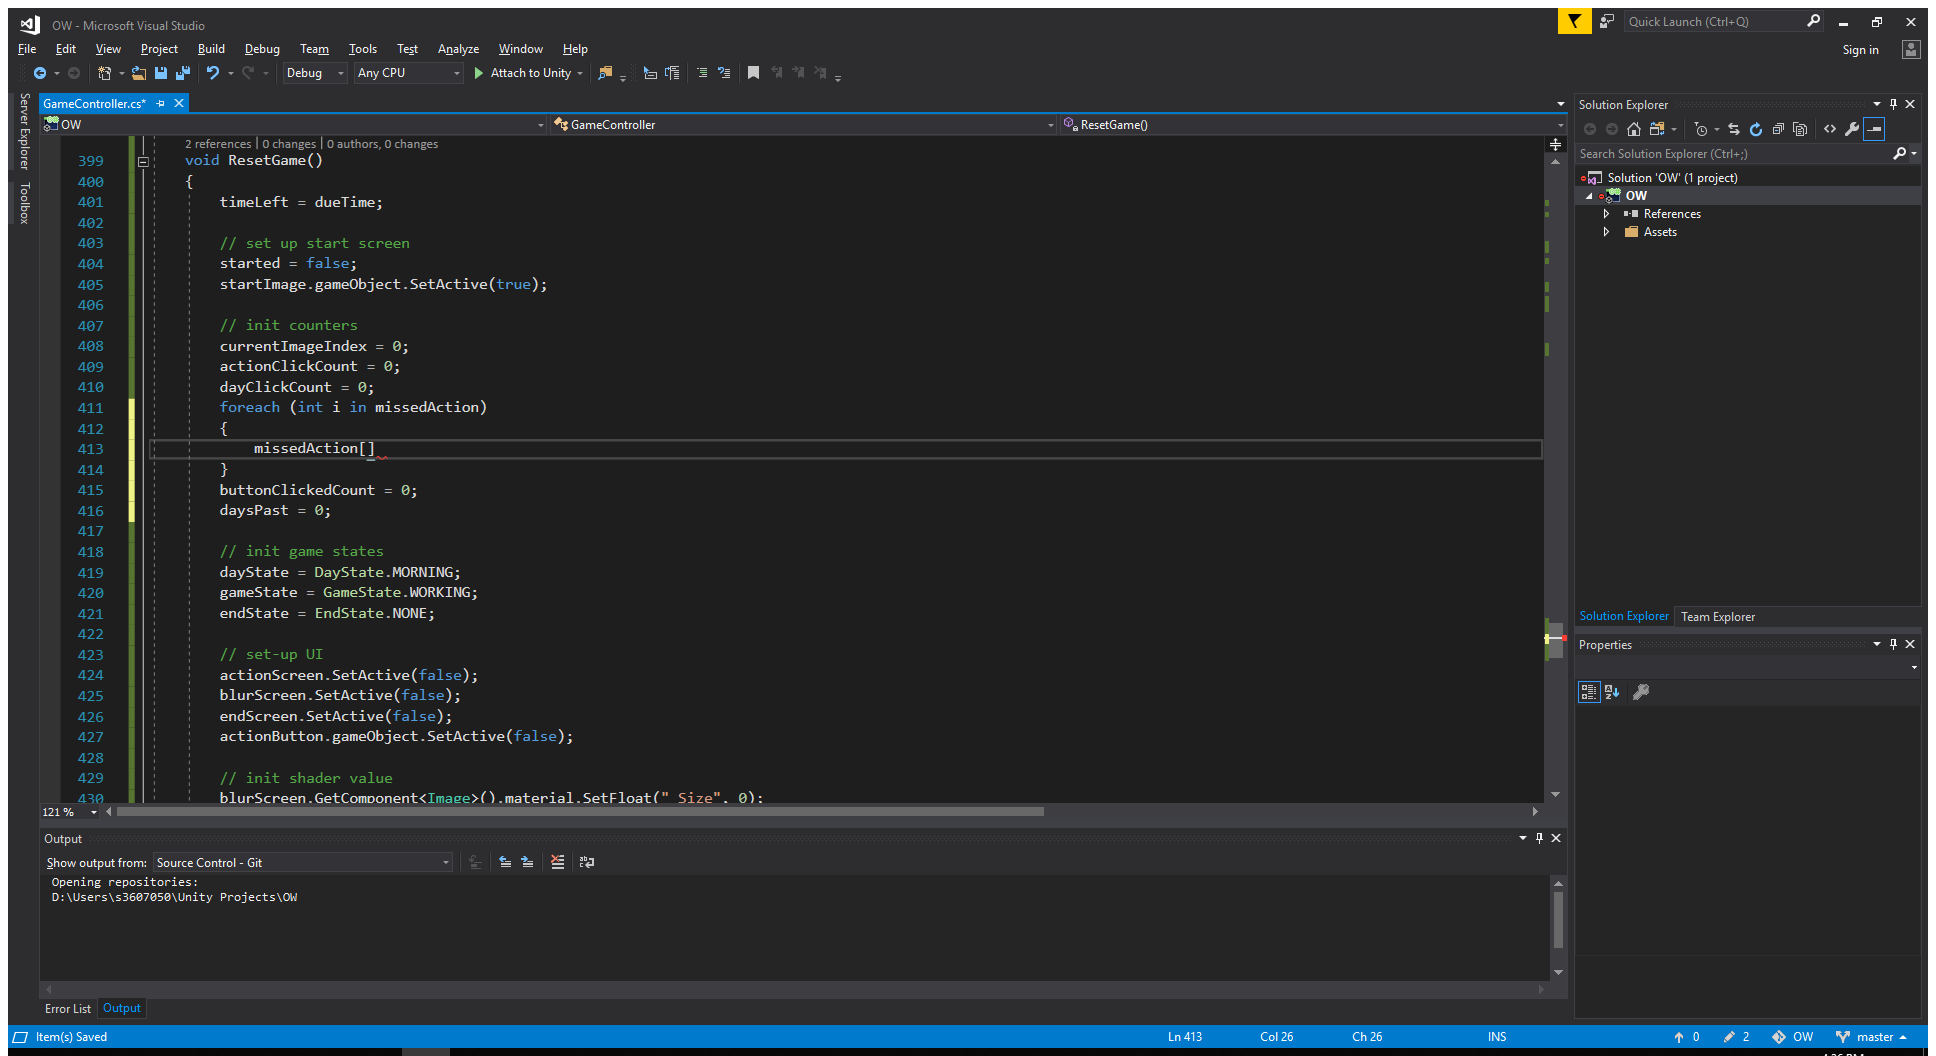 OW - Microsoft Visual Studio
Quick Launch (Ctrl+Q)
File Edit View Project Build Debug Team Tools Test Analyze Window Help
Sign in
Debug Any CPU Attach to Unity
Server Explorer
Toolbox
GameController.cs*
OW GameController ResetGame()
2 references | 0 changes | 0 authors, 0 changes
399 void ResetGame()
400 {
401 timeLeft = dueTime;
402
403 // set up start screen
404 started = false;
405 startImage.gameObject.SetActive(true);
406
407 // init counters
408 currentImageIndex = 0;
409 actionClickCount = 0;
410 dayClickCount = 0;
411 foreach (int i in missedAction)
412 {
413 missedAction[]
414 }
415 buttonClickedCount = 0;
416 daysPast = 0;
417
418 // init game states
419 dayState = DayState.MORNING;
420 gameState = GameState.WORKING;
421 endState = EndState.NONE;
422
423 // set-up UI
424 actionScreen.SetActive(false);
425 blurScreen.SetActive(false);
426 endScreen.SetActive(false);
427 actionButton.gameObject.SetActive(false);
428
429 // init shader value
430 blurScreen.GetComponent<Image>().material.SetFloat("_Size", 0);
121 %
Output
Show output from: Source Control - Git
Opening repositories:
D:\Users\s3607050\Unity Projects\OW
Error List Output
Solution Explorer
Search Solution Explorer (Ctrl+;)
Solution 'OW' (1 project)
OW
References
Assets
Solution Explorer Team Explorer
Properties
Item(s) Saved Ln 413 Col 26 Ch 26 INS 0 2 OW master